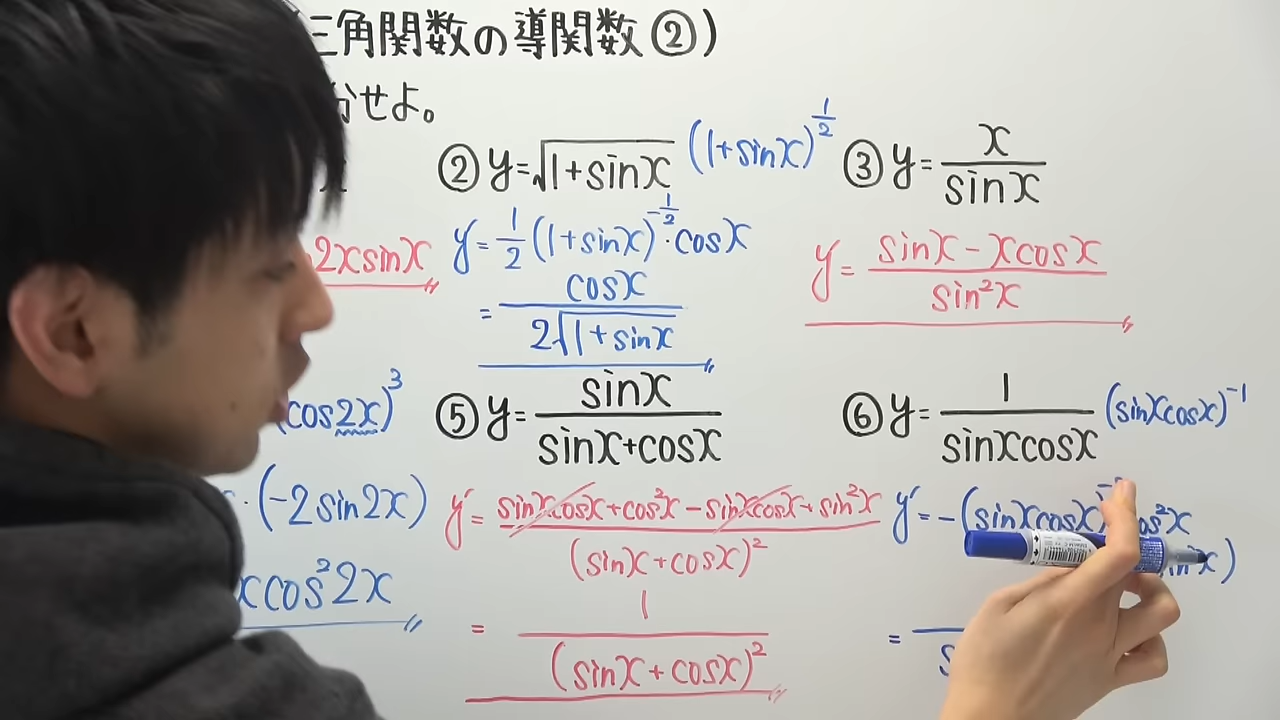 三角関数の導関数②)
分せよ。
② y=√1+sinx (1+sinx)^{1/2}
y'=1/2(1+sinx)^{-1/2}·cosx
=cosx/2√1+sinx
③ y=x/sinx
y'=sinx-xcosx/sin²x
2xsinx
(cos2x)³
·(-2sin2x)
xcos²2x
⑤ y=sinx/sinx+cosx
y'=sinxcosx+cos²x-sinxcosx+sin²x/(sinx+cosx)²
=1/(sinx+cosx)²
⑥ y=1/sinxcosx (sinxcosx)^{-1}
y'=-(sinxcosx)
x)
=